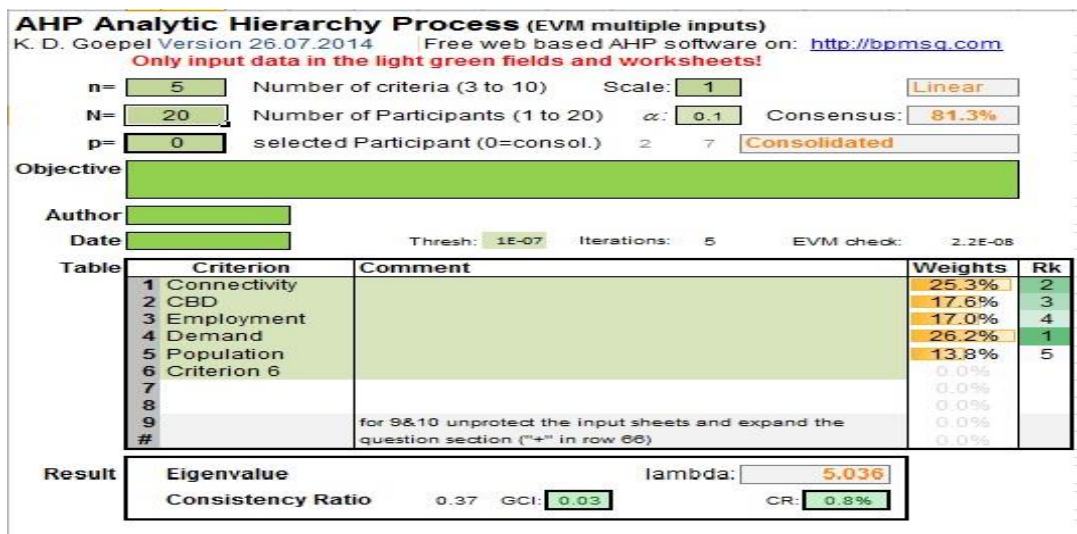 AHP Analytic Hierarchy Process (EVM multiple inputs)
K. D. Goepel Version 26.07.2014 Free web based AHP software on: http://bpmsg.com
Only input data in the light green fields and worksheets!
n= 5 Number of criteria (3 to 10) Scale: 1 Linear
N= 20 Number of Participants (1 to 20) α: 0.1 Consensus: 81.3%
p= 0 selected Participant (0=consol.) 2 7 Consolidated
Objective
Author
Date Thresh: 1E-07 Iterations: 5 EVM check: 2.2E-08
Table Criterion Comment Weights Rk
1 Connectivity 25.3% 2
2 CBD 17.6% 3
3 Employment 17.0% 4
4 Demand 26.2% 1
5 Population 13.8% 5
6 Criterion 6 0.0%
7 0.0%
8 0.0%
9 for 9&10 unprotect the input sheets and expand the 0.0%
# question section ("+" in row 66) 0.0%
Result Eigenvalue lambda: 5.036
Consistency Ratio 0.37 GCI: 0.03 CR: 0.8%